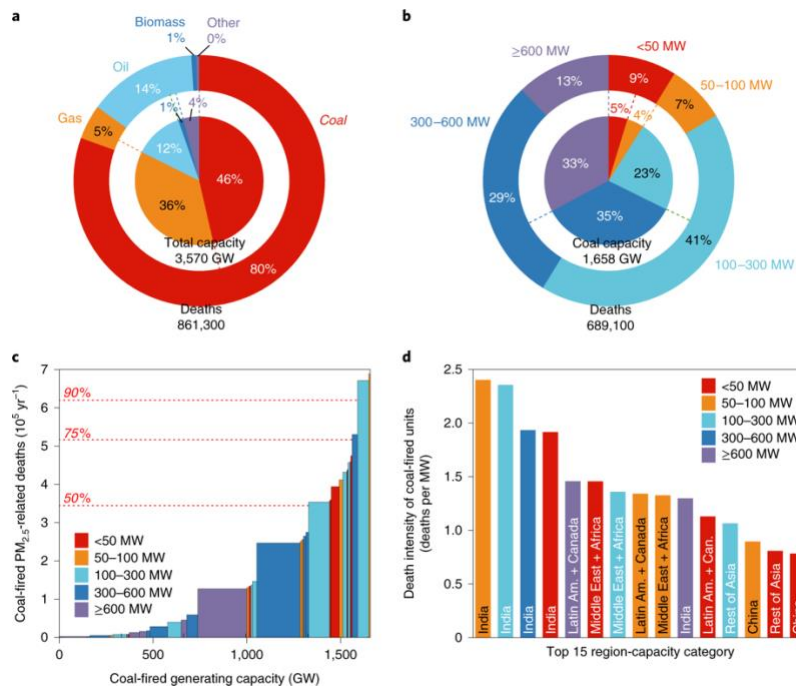 a
Biomass
1%
Other
0%
Oil
14%
1%
4%
Gas
5%
12%
Coal
46%
36%
Total capacity
3,570 GW
80%
Deaths
861,300
b
≥600 MW
<50 MW
13%
9%
50–100 MW
5%
4%
7%
300–600 MW
33%
23%
29%
35%
41%
Coal capacity
1,658 GW
100–300 MW
Deaths
689,100
c
Coal-fired PM2.5-related deaths (10⁵ yr⁻¹)
7
6
5
4
3
2
1
0
90%
75%
50%
<50 MW
50–100 MW
100–300 MW
300–600 MW
≥600 MW
0
500
1,000
1,500
Coal-fired generating capacity (GW)
d
Death intensity of coal-fired units
(deaths per MW)
2.5
2.0
1.5
1.0
0.5
0
<50 MW
50–100 MW
100–300 MW
300–600 MW
≥600 MW
India
India
India
India
Latin Am. + Canada
Middle East + Africa
Middle East + Africa
Latin Am. + Canada
Middle East + Africa
India
Latin Am. + Can.
Rest of Asia
China
Rest of Asia
Top 15 region-capacity category